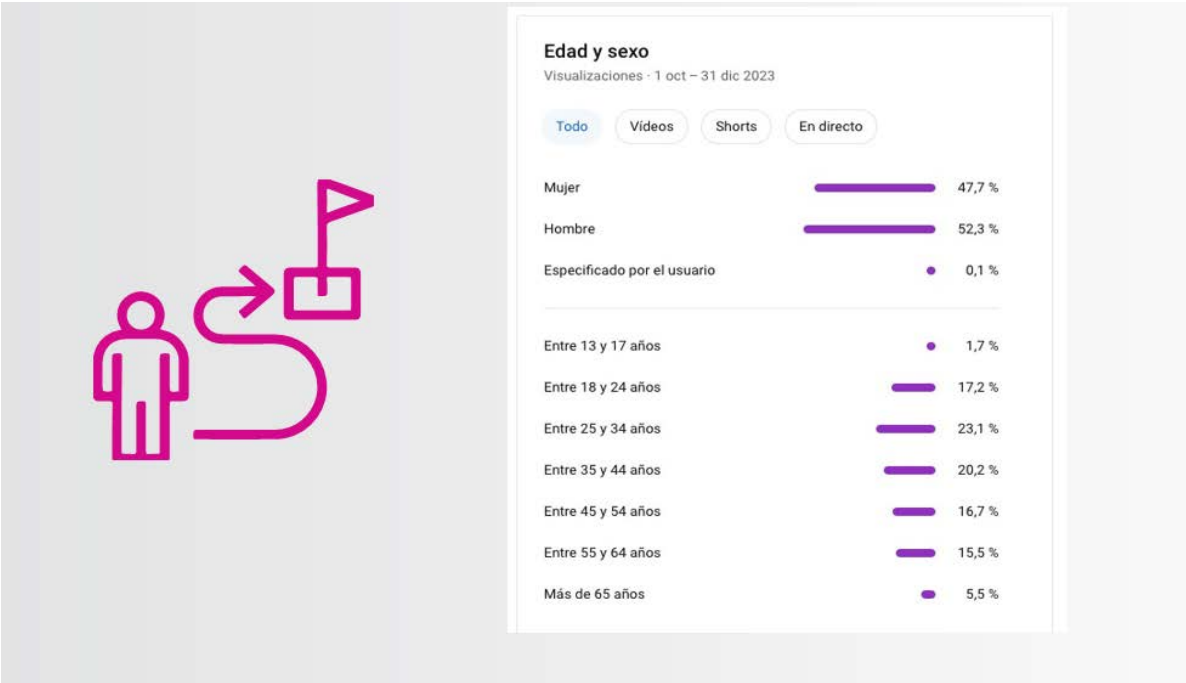 Edad y sexo
Visualizaciones · 1 oct – 31 dic 2023
Todo Vídeos Shorts En directo
Mujer 47,7 %
Hombre 52,3 %
Especificado por el usuario 0,1 %
Entre 13 y 17 años 1,7 %
Entre 18 y 24 años 17,2 %
Entre 25 y 34 años 23,1 %
Entre 35 y 44 años 20,2 %
Entre 45 y 54 años 16,7 %
Entre 55 y 64 años 15,5 %
Más de 65 años 5,5 %